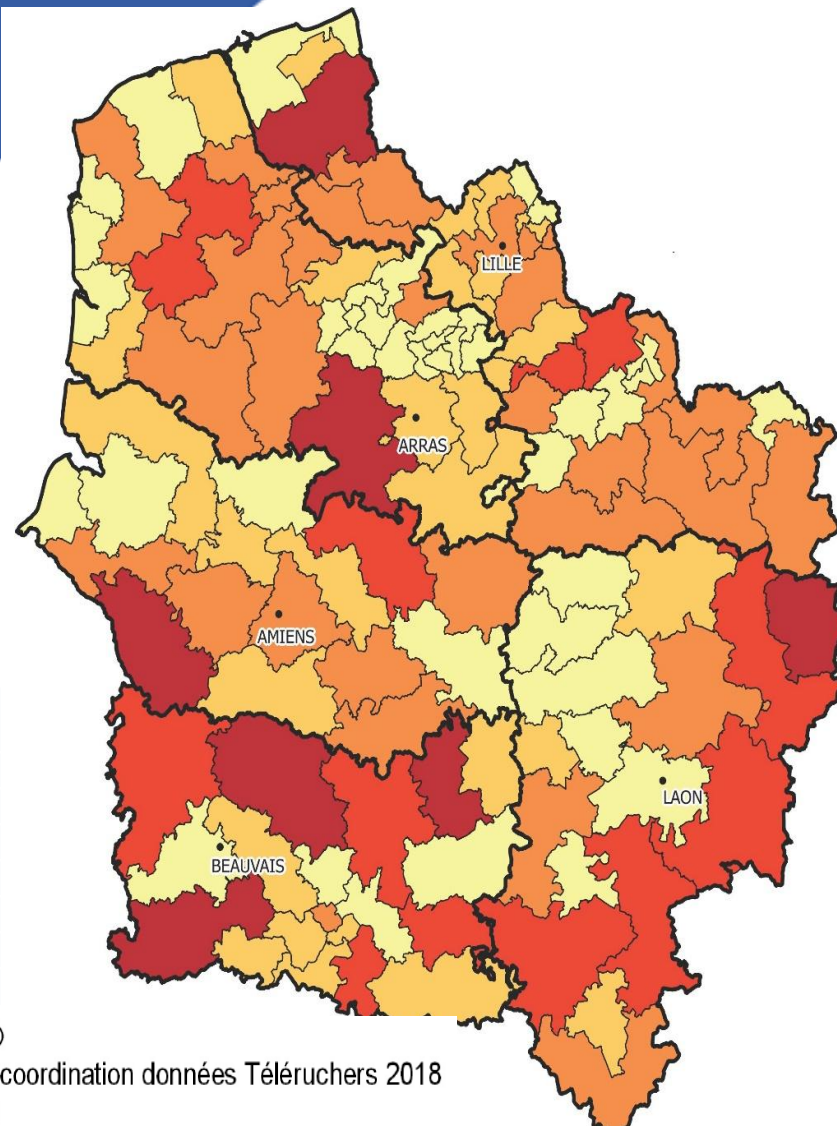 LILLE
ARRAS
AMIENS
LAON
BEAUVAIS
)
coordination données Téléruchers 2018